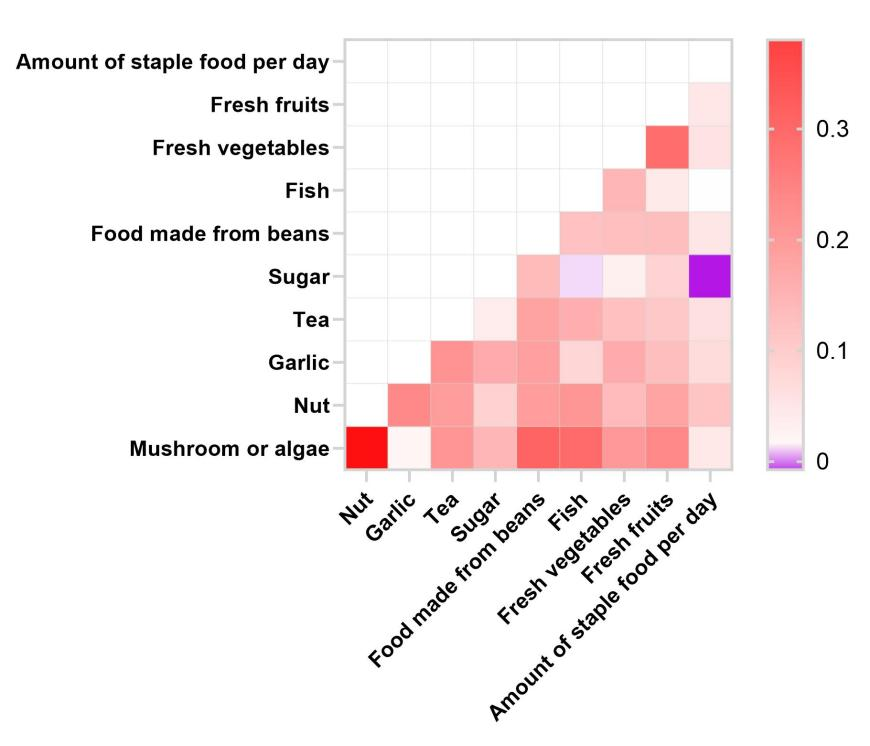 Amount of staple food per day
Fresh fruits
Fresh vegetables
Fish
Food made from beans
Sugar
Tea
Garlic
Nut
Mushroom or algae
Nut
Garlic
Tea
Sugar
Food made from beans
Fish
Fresh vegetables
Fresh fruits
Amount of staple food per day
0.3
0.2
0.1
0